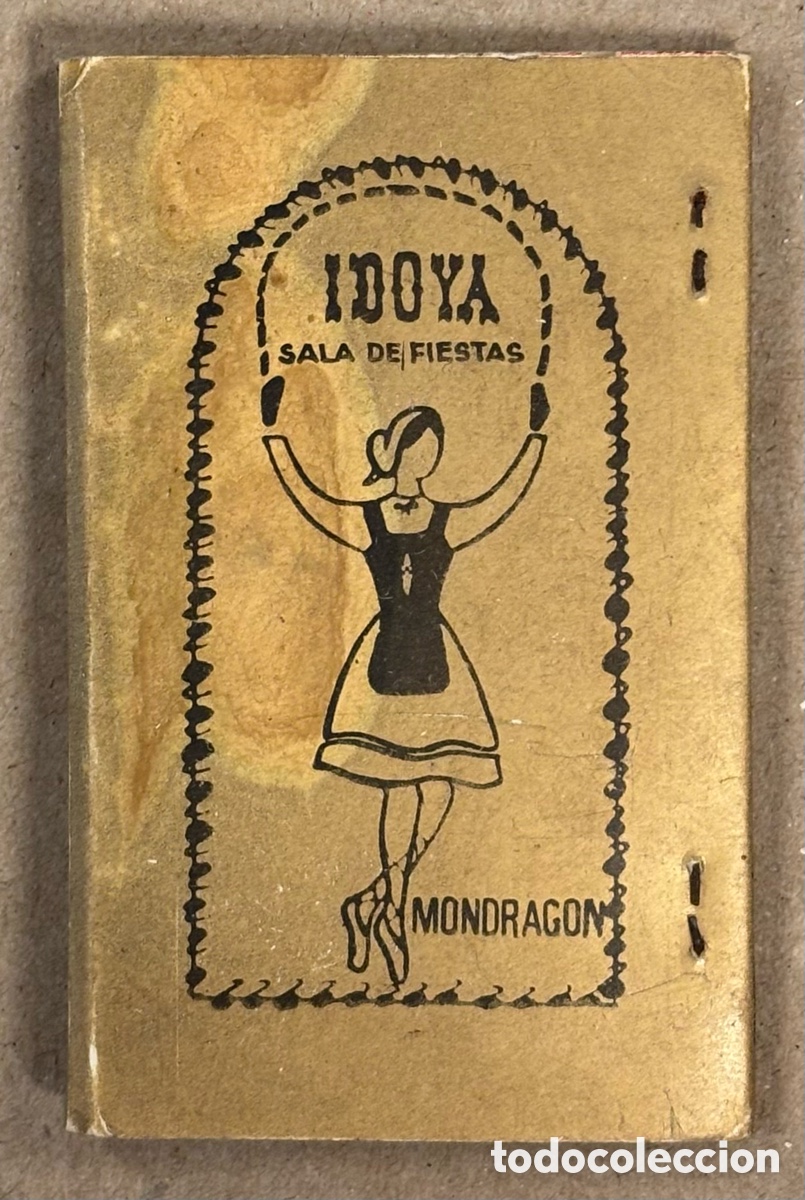 IDOYA
SALA DE FIESTAS
MONDRAGON
todocoleccion